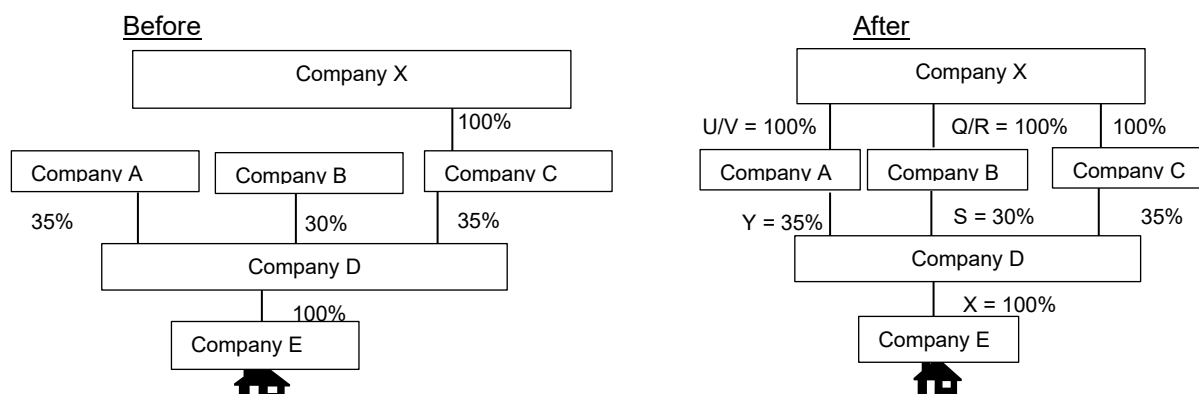 Before
Company X
100%
Company A
Company B
Company C
35%
30%
35%
Company D
100%
Company E
After
Company X
U/V = 100%
Q/R = 100%
100%
Company A
Company B
Company C
Y = 35%
S = 30%
35%
Company D
X = 100%
Company E